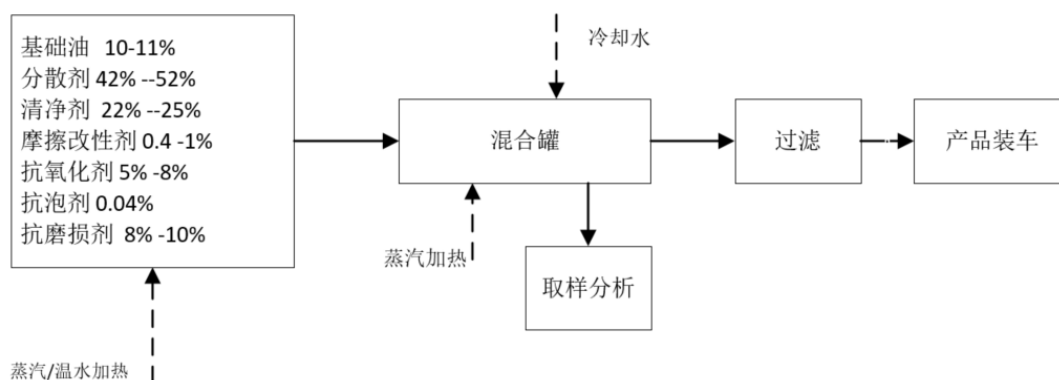 基础油 10-11%
分散剂 42% --52%
清净剂 22% --25%
摩擦改性剂 0.4 -1%
抗氧化剂 5% -8%
抗泡剂 0.04%
抗磨损剂 8% -10%
蒸汽/温水加热
冷却水
混合罐
蒸汽加热
取样分析
过滤
产品装车